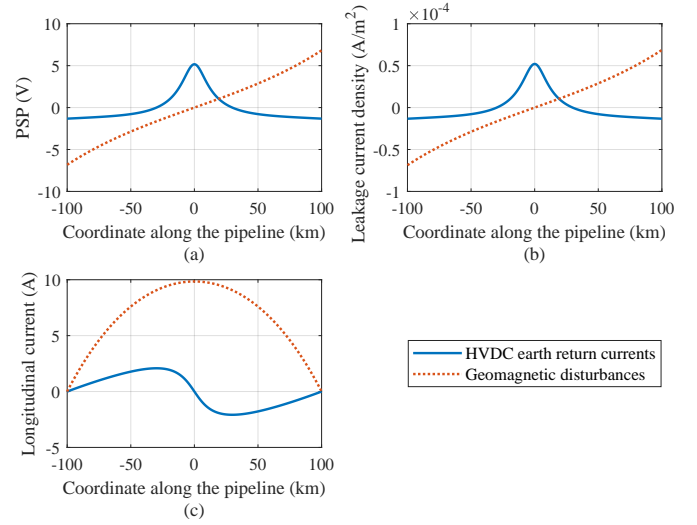 10
5
0
-5
-10
PSP (V)
-100 -50 0 50 100
Coordinate along the pipeline (km)
(a)
×10⁻⁴
1
0.5
0
-0.5
-1
Leakage current density (A/m²)
-100 -50 0 50 100
Coordinate along the pipeline (km)
(b)
10
5
0
-5
Longitudinal current (A)
-100 -50 0 50 100
Coordinate along the pipeline (km)
(c)
HVDC earth return currents
Geomagnetic disturbances